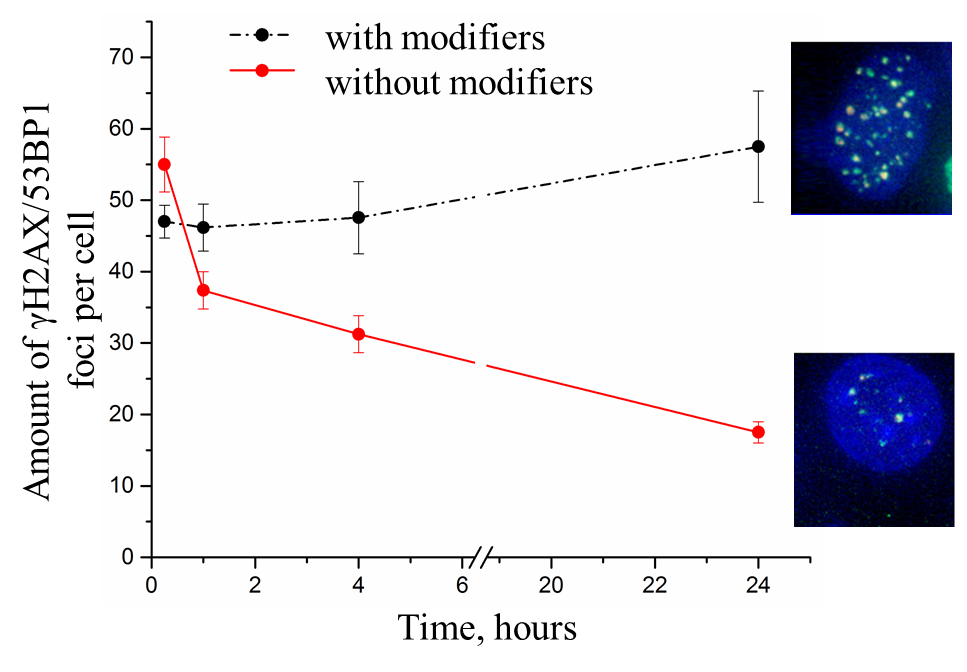 with modifiers
without modifiers
Amount of γH2AX/53BP1
foci per cell
70
60
50
40
30
20
10
0
0 2 4 6 20 22 24
Time, hours